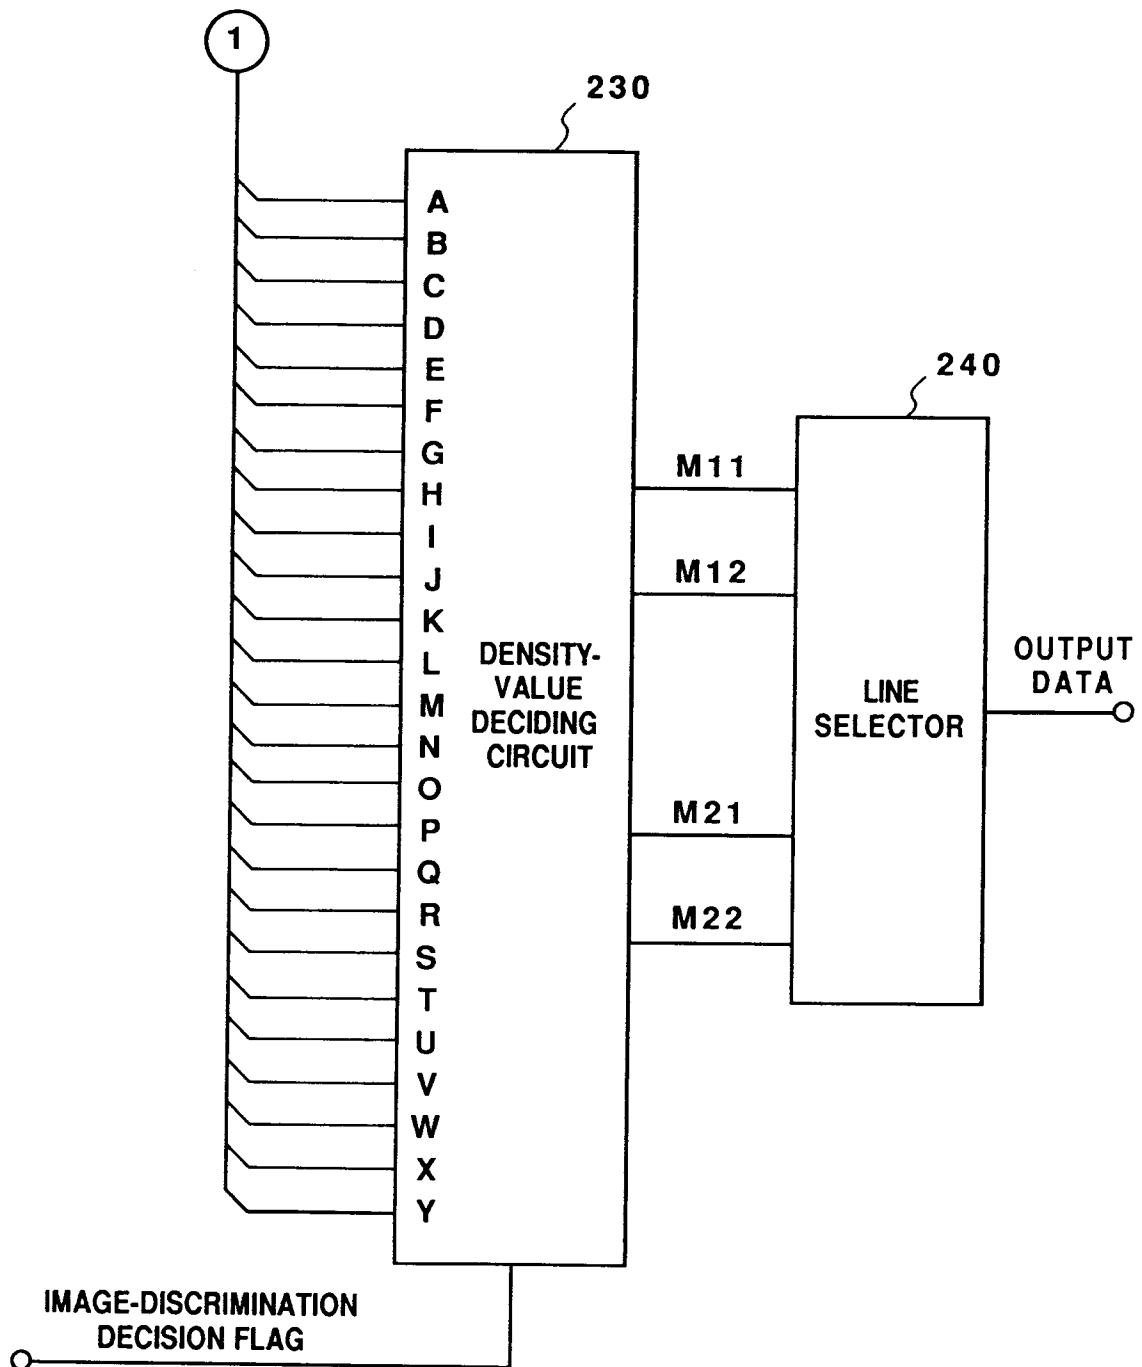 1
230
A
B
C
D
E
F
G
H
I
J
K
L
M
N
O
P
Q
R
S
T
U
V
W
X
Y
DENSITY-
VALUE
DECIDING
CIRCUIT
M11
M12
M21
M22
240
LINE
SELECTOR
OUTPUT
DATA
IMAGE-DISCRIMINATION
DECISION FLAG